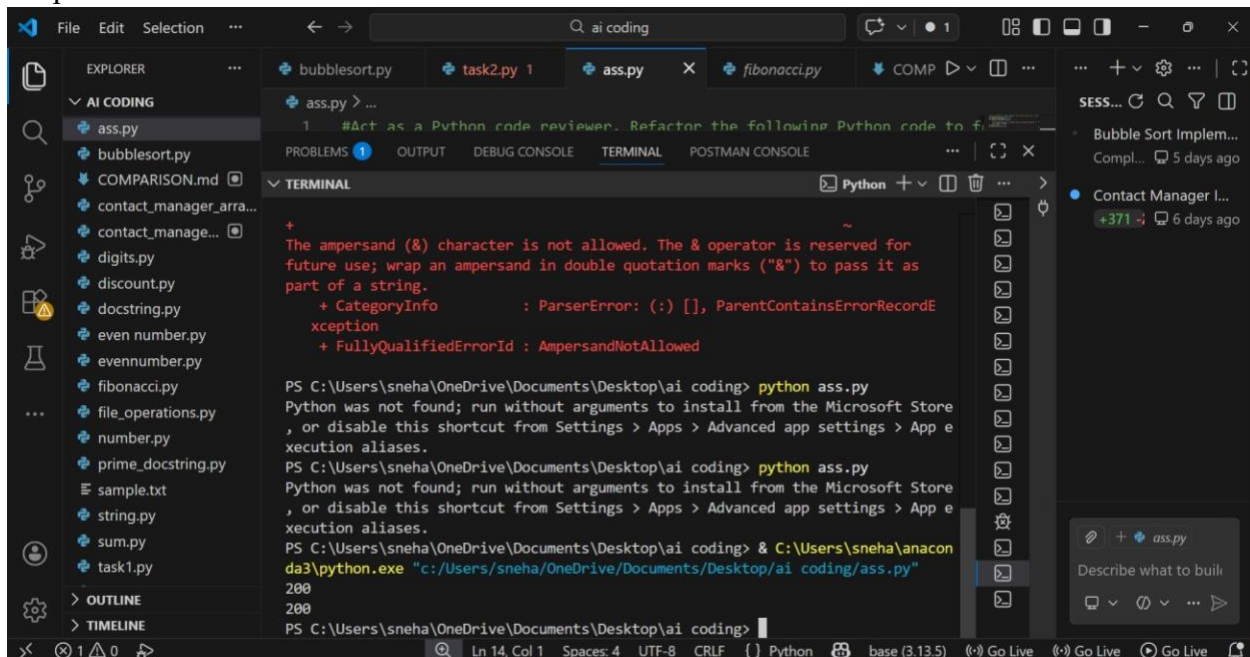 File Edit Selection ···
ai coding
1
EXPLORER ···
bubblesort.py
task2.py 1
ass.py
fibonacci.py
COMP
AI CODING
ass.py
bubblesort.py
COMPARISON.md
contact_manager_arra...
contact_manage...
digits.py
discount.py
docstring.py
even number.py
evennumber.py
fibonacci.py
file_operations.py
number.py
prime_docstring.py
sample.txt
string.py
sum.py
task1.py
OUTLINE
TIMELINE
ass.py > ...
1 #Act as a Python code reviewer. Refactor the following Python code to f
PROBLEMS 1 OUTPUT DEBUG CONSOLE TERMINAL POSTMAN CONSOLE ···
TERMINAL
Python
+ ~
The ampersand (&) character is not allowed. The & operator is reserved for
future use; wrap an ampersand in double quotation marks ("&") to pass it as
part of a string.
+ CategoryInfo : ParserError: (:) [], ParentContainsErrorRecordE
xception
+ FullyQualifiedErrorId : AmpersandNotAllowed
PS C:\Users\sneha\OneDrive\Documents\Desktop\ai coding> python ass.py
Python was not found; run without arguments to install from the Microsoft Store
, or disable this shortcut from Settings > Apps > Advanced app settings > App e
xecution aliases.
PS C:\Users\sneha\OneDrive\Documents\Desktop\ai coding> python ass.py
Python was not found; run without arguments to install from the Microsoft Store
, or disable this shortcut from Settings > Apps > Advanced app settings > App e
xecution aliases.
PS C:\Users\sneha\OneDrive\Documents\Desktop\ai coding> & C:\Users\sneha\anacon
da3\python.exe "c:/Users/sneha/OneDrive/Documents/Desktop/ai coding/ass.py"
200
200
PS C:\Users\sneha\OneDrive\Documents\Desktop\ai coding>
SESS...
Bubble Sort Implem...
Compl... 5 days ago
Contact Manager I...
+371 6 days ago
+ ass.py
Describe what to buil
1 0 Ln 14, Col 1 Spaces: 4 UTF-8 CRLF {} Python base (3.13.5) Go Live Go Live Go Live